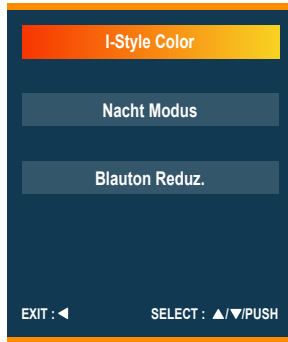 I-Style Color
Nacht Modus
Blauton Reduz.
EXIT : ◀ SELECT : ▲/▼/PUSH